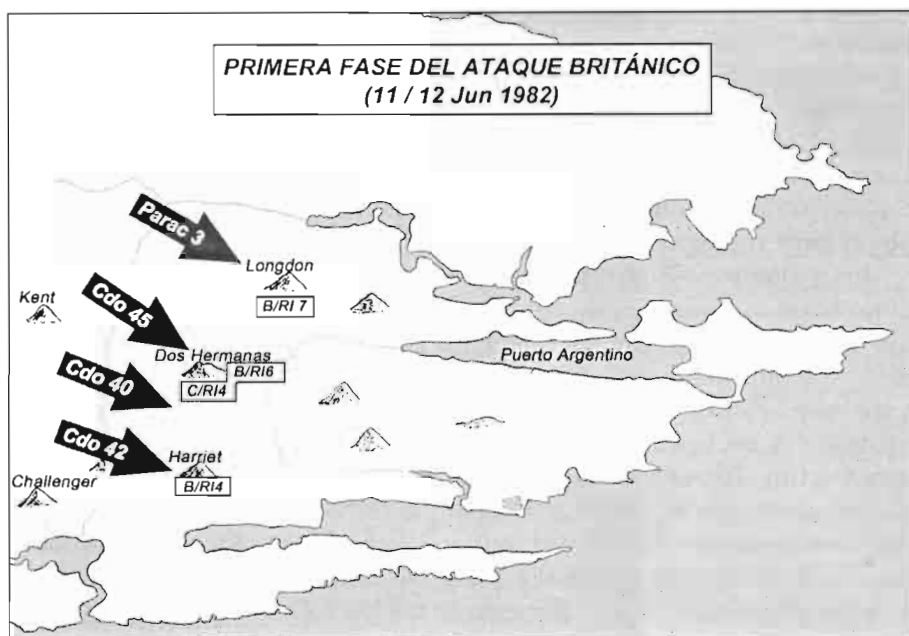 PRIMERA FASE DEL ATAQUE BRITÁNICO
(11 / 12 Jun 1982)
Parac 3
Longdon
B/RI 7
Kent
Cdo 45
Dos Hermanas
B/RI6
C/RI4
Puerto Argentino
Cdo 40
Cdo 42
Harriet
B/RI4
Challenger